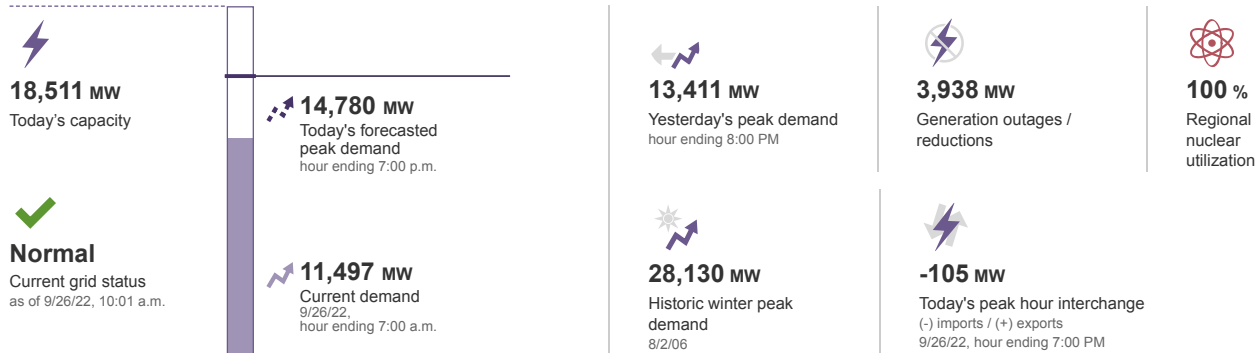 18,511 MW
Today's capacity
Normal
Current grid status
as of 9/26/22, 10:01 a.m.
14,780 MW
Today's forecasted
peak demand
hour ending 7:00 p.m.
11,497 MW
Current demand
9/26/22,
hour ending 7:00 a.m.
13,411 MW
Yesterday's peak demand
hour ending 8:00 PM
3,938 MW
Generation outages /
reductions
100 %
Regional
nuclear
utilization
28,130 MW
Historic winter peak
demand
8/2/06
-105 MW
Today's peak hour interchange
(-) imports / (+) exports
9/26/22, hour ending 7:00 PM